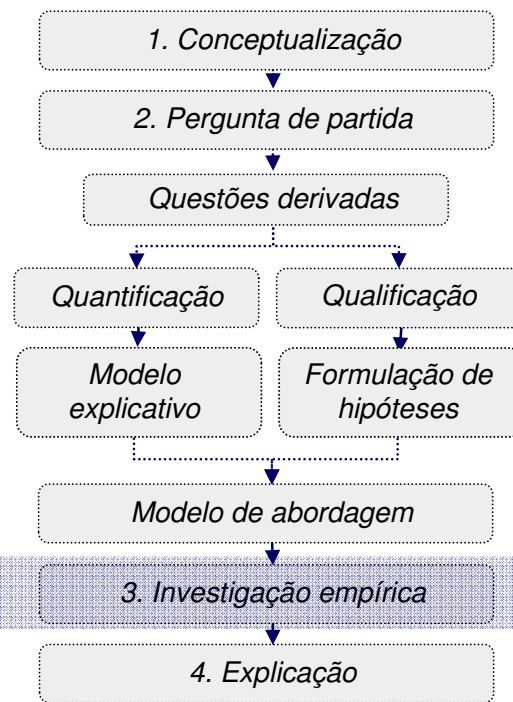 1. Conceptualização
2. Pergunta de partida
Questões derivadas
Quantificação
Qualificação
Modelo
explicativo
Formulação de
hipóteses
Modelo de abordagem
3. Investigação empírica
4. Explicação